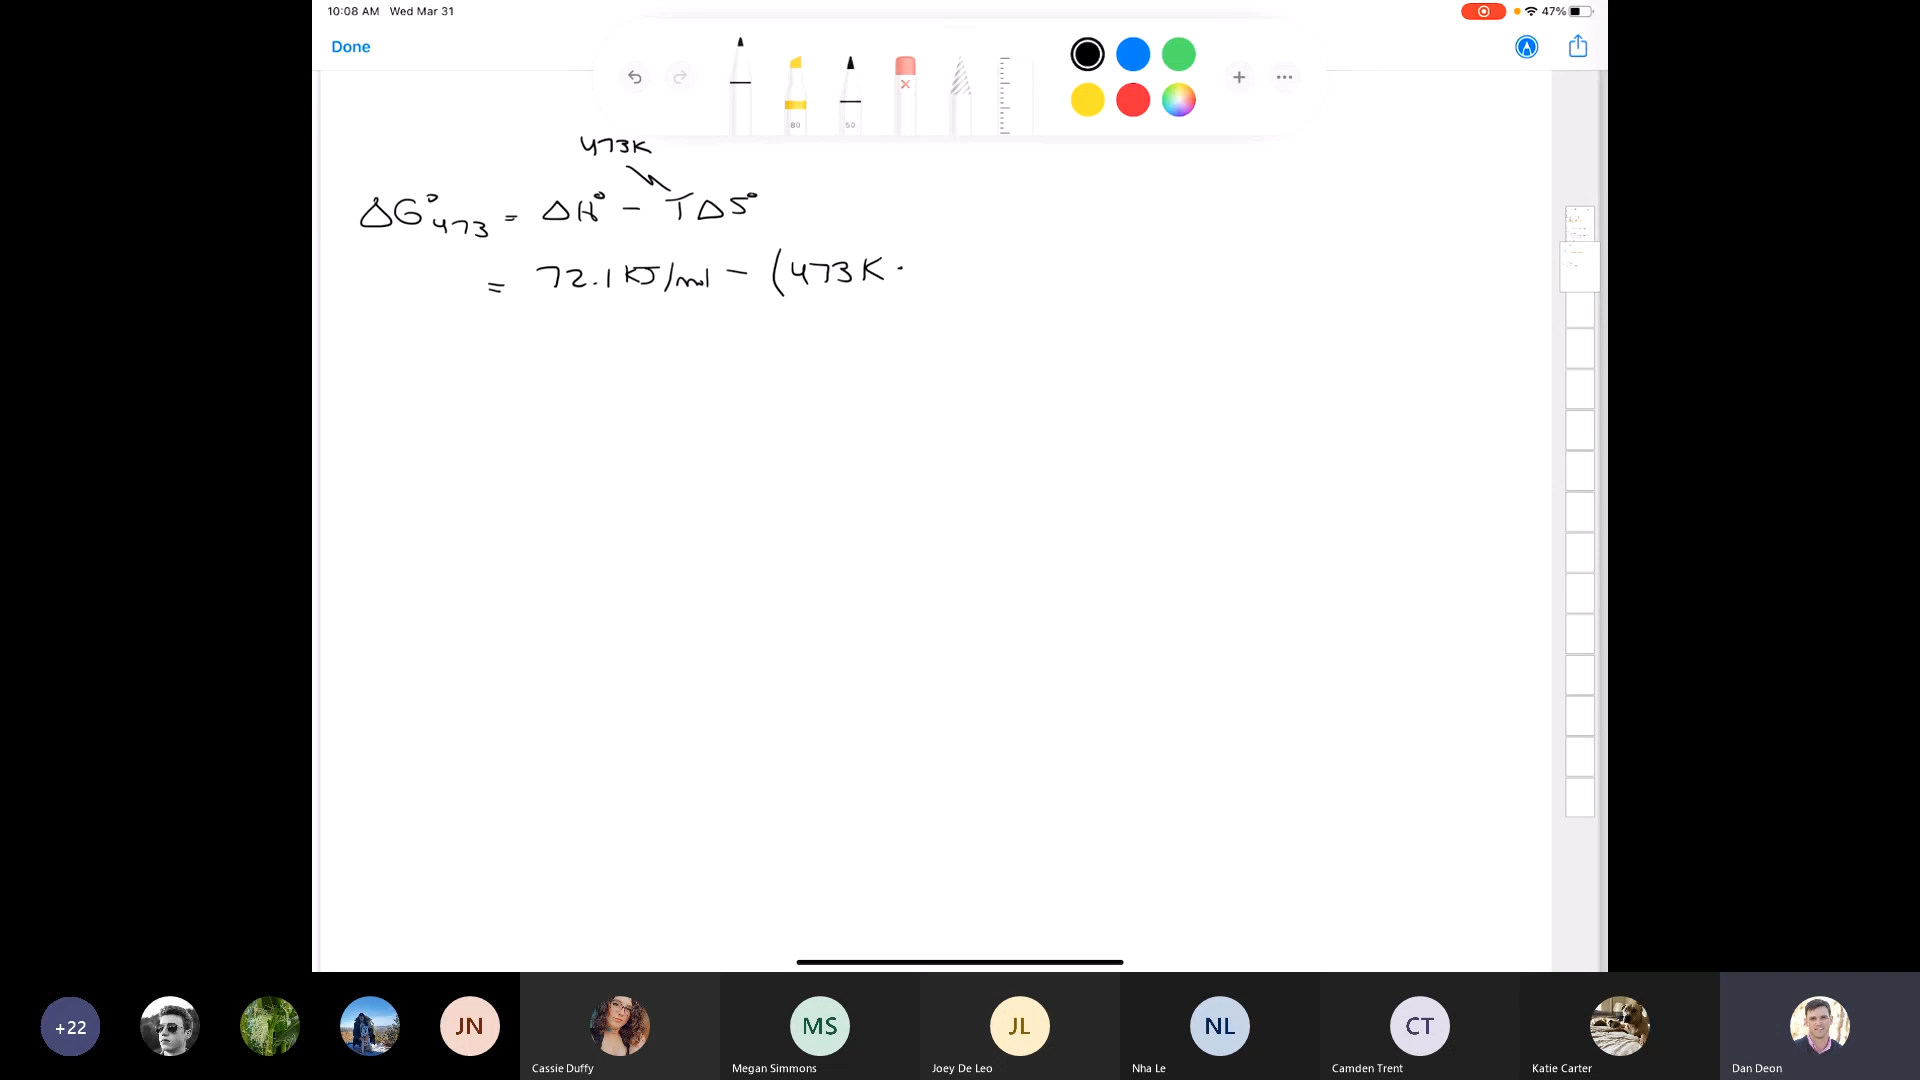 10:08 AM Wed Mar 31
47%
Done
80
50
473K
ΔG°473 = ΔH° - TΔS°
= 72.1 KJ/mol - (473K ·
+22
JN
MS
JL
NL
CT
Cassie Duffy
Megan Simmons
Joey De Leo
Nha Le
Camden Trent
Katie Carter
Dan Deon